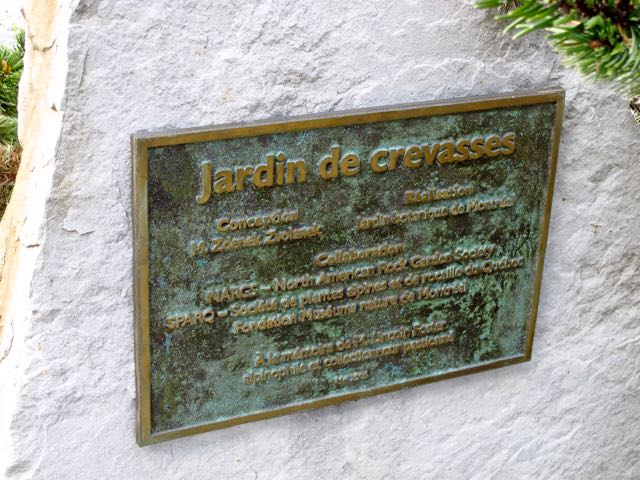 Jardin de crevasses
Conception
M. Zdenek Zvolanek
Réalisation
Jardin botanique de Montréal
Collaboration
NARGS - North American Rock Garden Society
SPARQ - Société de plantes alpines et de rocaille du Québec
Fondation Muséums nature de Montréal
À la mémoire de M. Lincoln Foster
alpinophile et collectionneur passionné